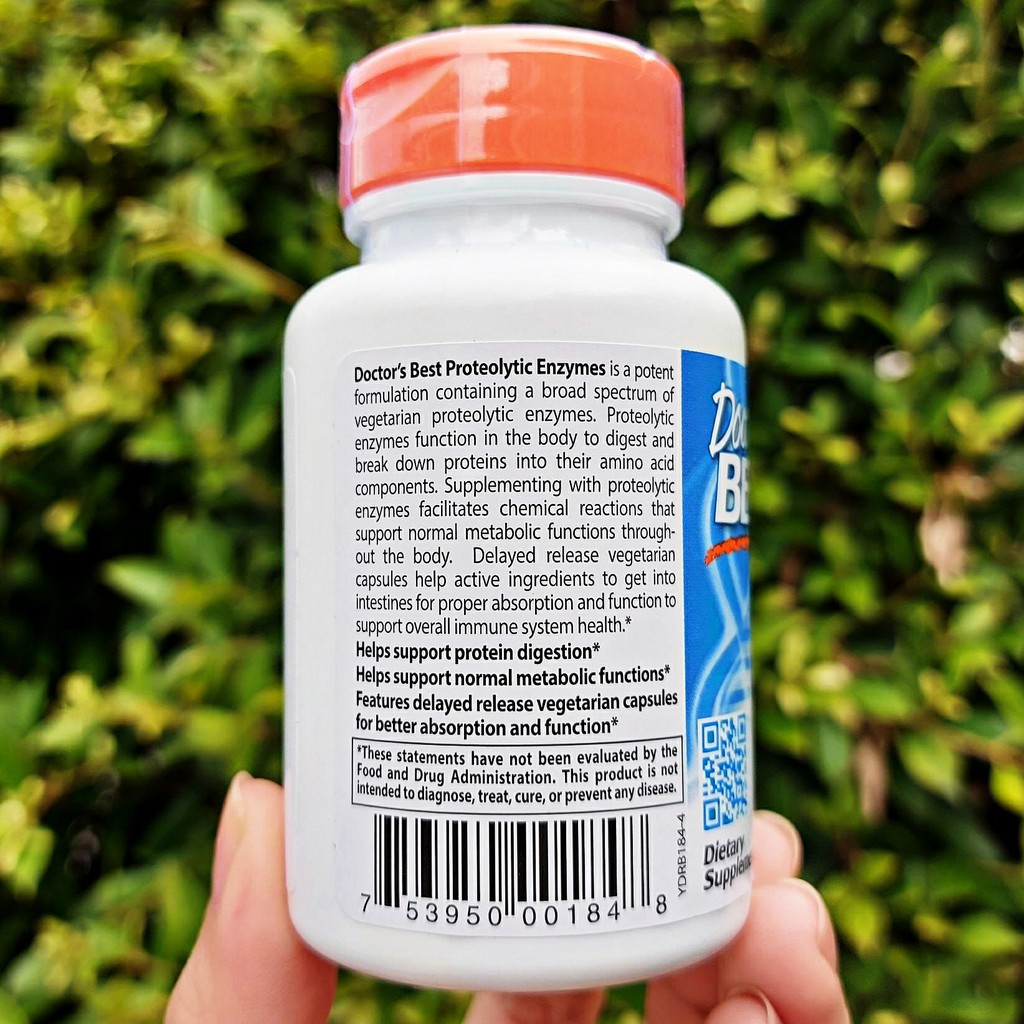 Doctor's Best Proteolytic Enzymes is a potent
formulation containing a broad spectrum of
vegetarian proteolytic enzymes. Proteolytic
enzymes function in the body to digest and
break down proteins into their amino acid
components. Supplementing with proteolytic
enzymes facilitates chemical reactions that
support normal metabolic functions through-
out the body. Delayed release vegetarian
capsules help active ingredients to get into
intestines for proper absorption and function to
support overall immune system health.*
Helps support protein digestion*
Helps support normal metabolic functions*
Features delayed release vegetarian capsules
for better absorption and function*
*These statements have not been evaluated by the
Food and Drug Administration. This product is not
intended to diagnose, treat, cure, or prevent any disease.
7 53950 00184 8
YDRB184-4
Doc
BE
Dietary
Supplem